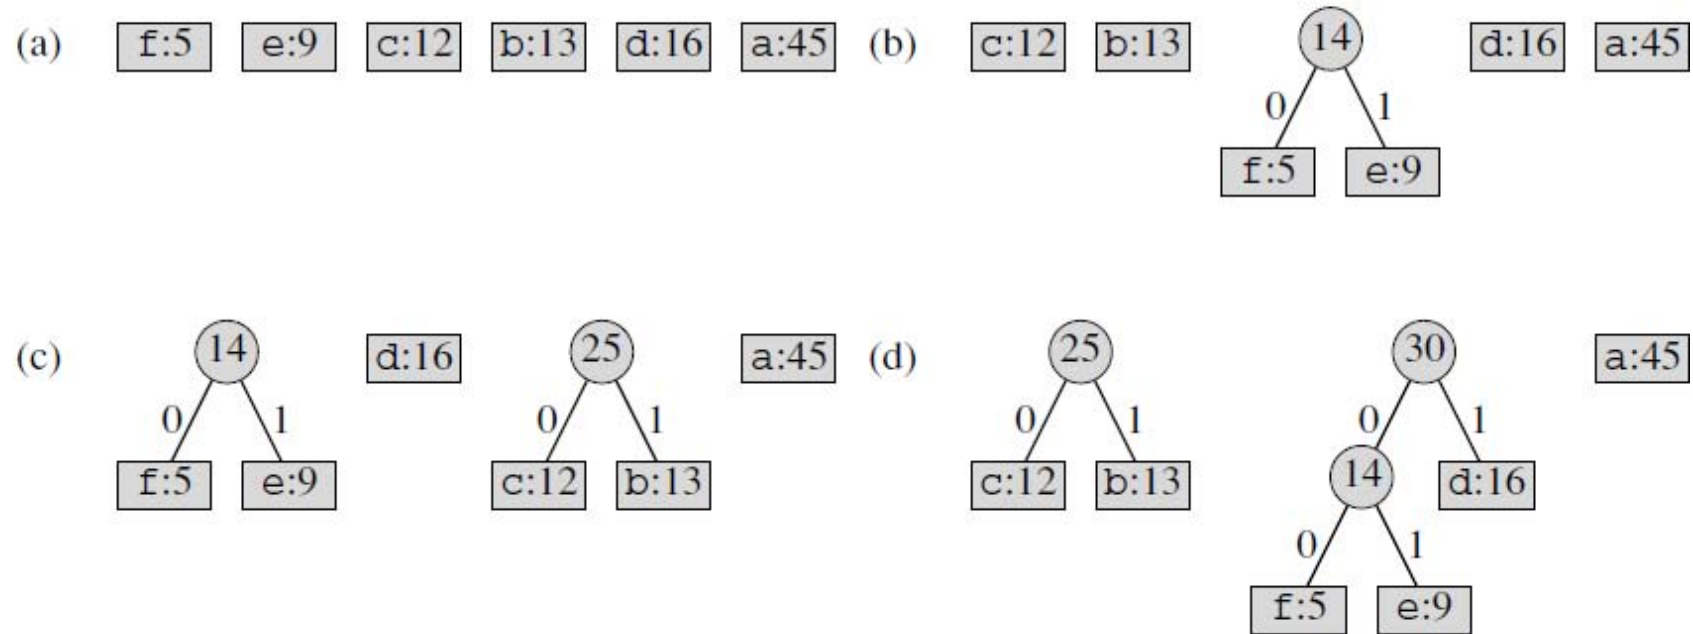 (a) f:5 e:9 c:12 b:13 d:16 a:45
(b) c:12 b:13 14 d:16 a:45
0 1
f:5 e:9
(c) 14 d:16 25 a:45
0 1 0 1
f:5 e:9 c:12 b:13
(d) 25 30 a:45
0 1 0 1
c:12 b:13 14 d:16
0 1
f:5 e:9